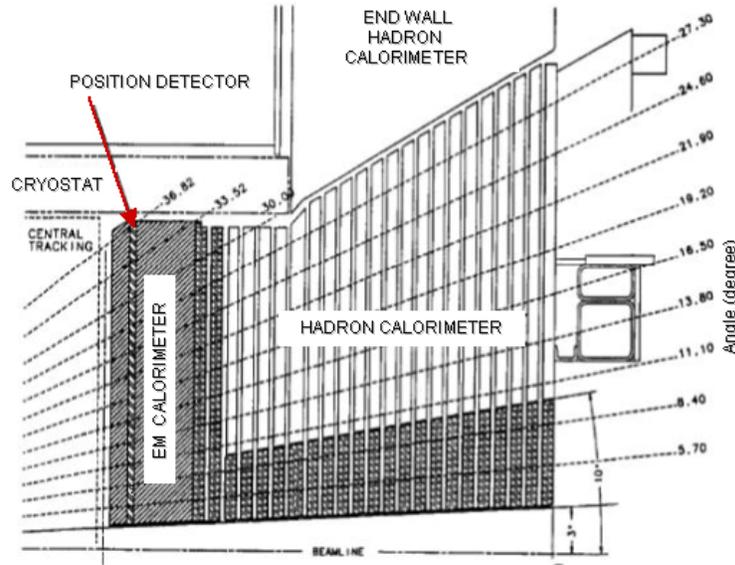 END WALL
HADRON
CALORIMETER
POSITION DETECTOR
CRYOSTAT
CENTRAL
TRACKING
36.82
33.52
30.00
27.30
24.60
21.90
19.20
16.50
13.80
11.10
8.40
5.70
Angle (degree)
EM CALORIMETER
HADRON CALORIMETER
10°
3°
BEAMLINE